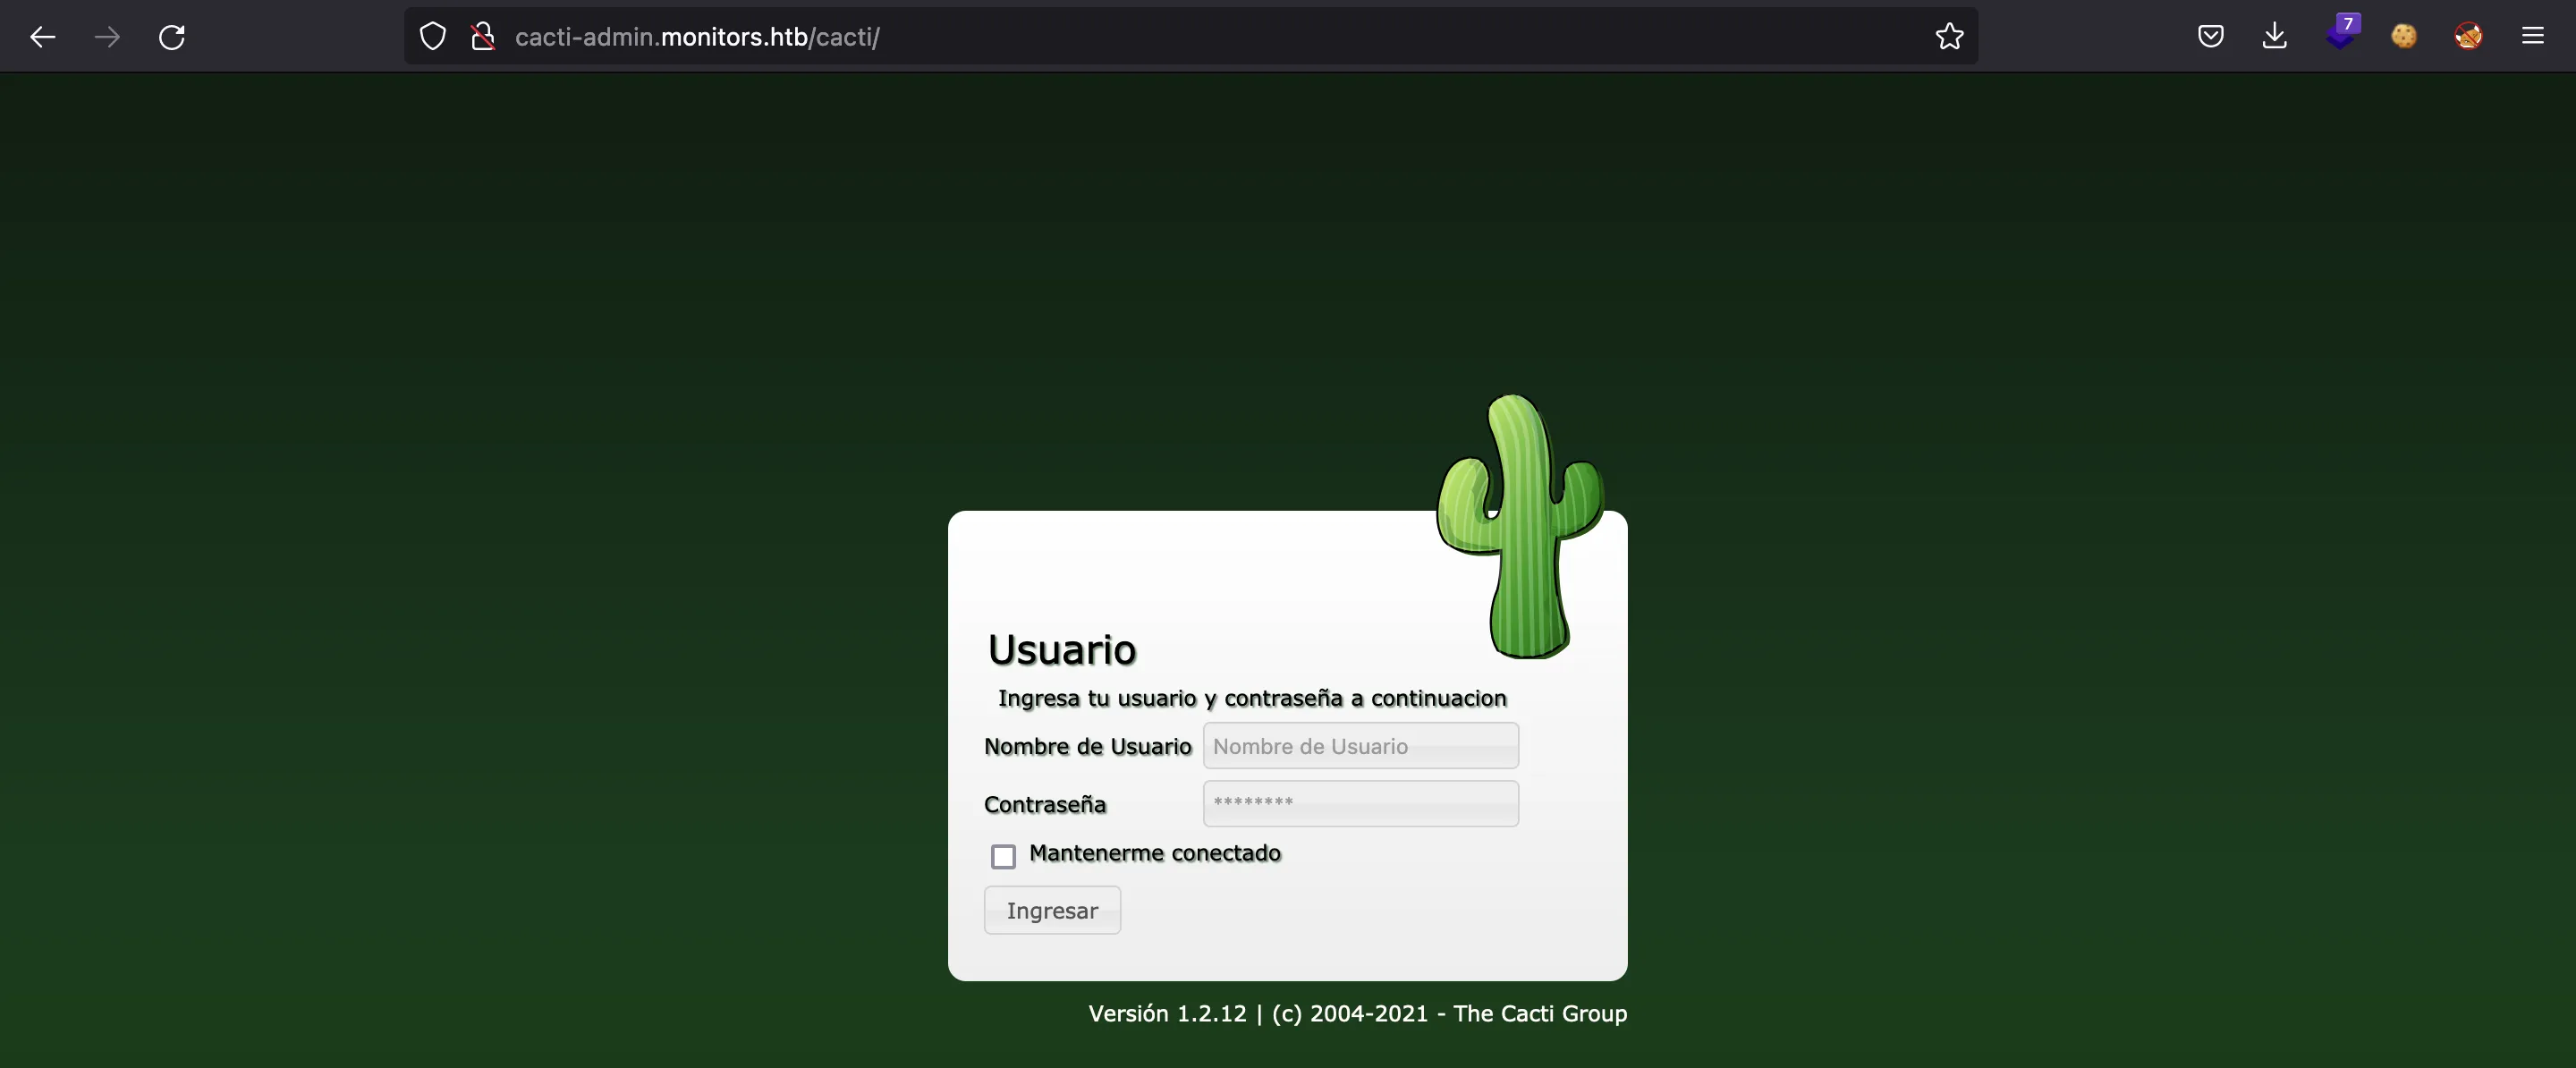 7
cacti-admin.monitors.htb/cacti/
Usuario
Ingresa tu usuario y contraseña a continuacion
Nombre de Usuario Nombre de Usuario
Contraseña ********
Mantenerme conectado
Ingresar
Versión 1.2.12 | (c) 2004-2021 - The Cacti Group